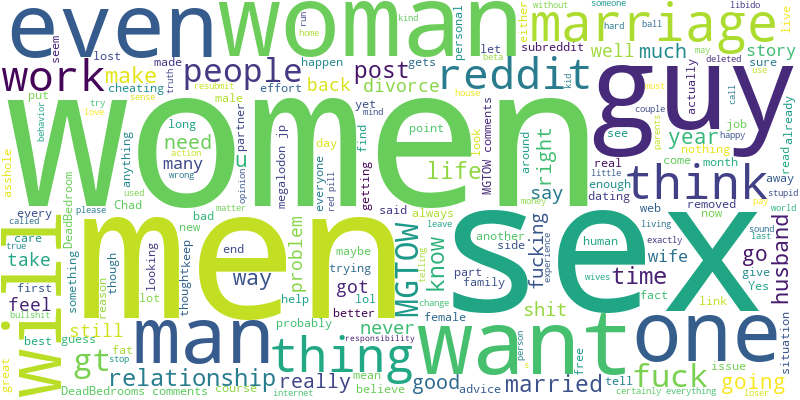 even
woman
marriage
guy
work
make
people
post
reddit
well
much
story
women
think
year
need
many
life
right
say
u
men
sex
one
will
take
feel
still
gt
man
thing
want
MGTOW
know
fucking
wife
time
go
husband
relationship
really
good
married
fuck
going
way
got
never
shit
problem
back
divorce
seem
lost
made
cheating
effort
happen
gets
let
subreddit
personal
either
without
someone
hard
ball
libido
live
run
home
kind
beta
may
deleted
sure
truth
resubmit
sense
put
try
love
male
yet
mind
house
kid
actually
use
must
call
couple
happy
job
already
read
behavior
asshole
long
partner
find
point
look
day
megalodon jp
everyone
red pill
opinion
action
wrong
anything
used
please
Chad
matter
getting
MGTOW comments
around
real
little
enough
see
nothing
parents
come
month
away
stupid
pay
world
DeadBedroom
every
called
true
care
bad
new
said
always
leave
money
dating
web
removed
now
living
exactly
sound
last
something
though
looking
thoughtkeep
end
maybe
trying
another
side
human
wives
give
Yes
situation
first
bullshit
reason
lot
help
lol
better
telling
change
part
family
experience
fact
link
best
guess
fat
stop
probably
responsibility
female
person
free
tell
issue
great
DeadBedrooms comments
course
internet
mean
believe
advice
certainly everything
loser